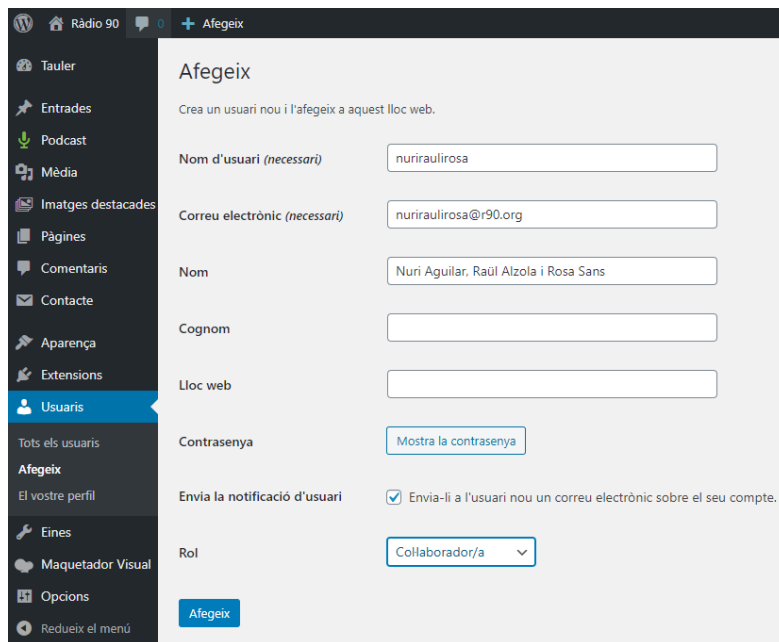 Ràdio 90 0 Afegeix
Tauler
Entrades
Podcast
Mèdia
Imatges destacades
Pàgines
Comentaris
Contacte
Aparença
Extensions
Usuaris
Tots els usuaris
Afegeix
El vostre perfil
Eines
Maquetador Visual
Opcions
Redueix el menú
Afegeix
Crea un usuari nou i l'afegeix a aquest lloc web.
Nom d'usuari (necessari) nuriraulirosa
Correu electrònic (necessari) nuriraulirosa@r90.org
Nom Nuri Aguilar, Raül Alzola i Rosa Sans
Cognom
Lloc web
Contrasenya Mostra la contrasenya
Envia la notificació d'usuari Envia-li a l'usuari nou un correu electrònic sobre el seu compte.
Rol Col·laborador/a
Afegeix